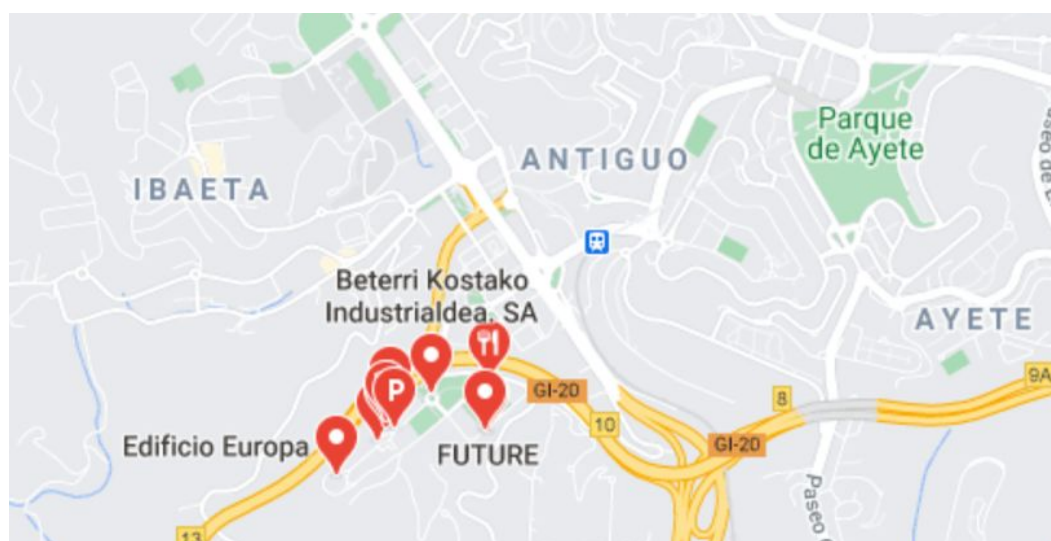 Parque
de Ayete
ANTIGUO
IBAETA
Beterri Kostako
Industrialdea, SA
AYETE
P
9A
GI-20
8
10
Edificio Europa
FUTURE
GI-20
13